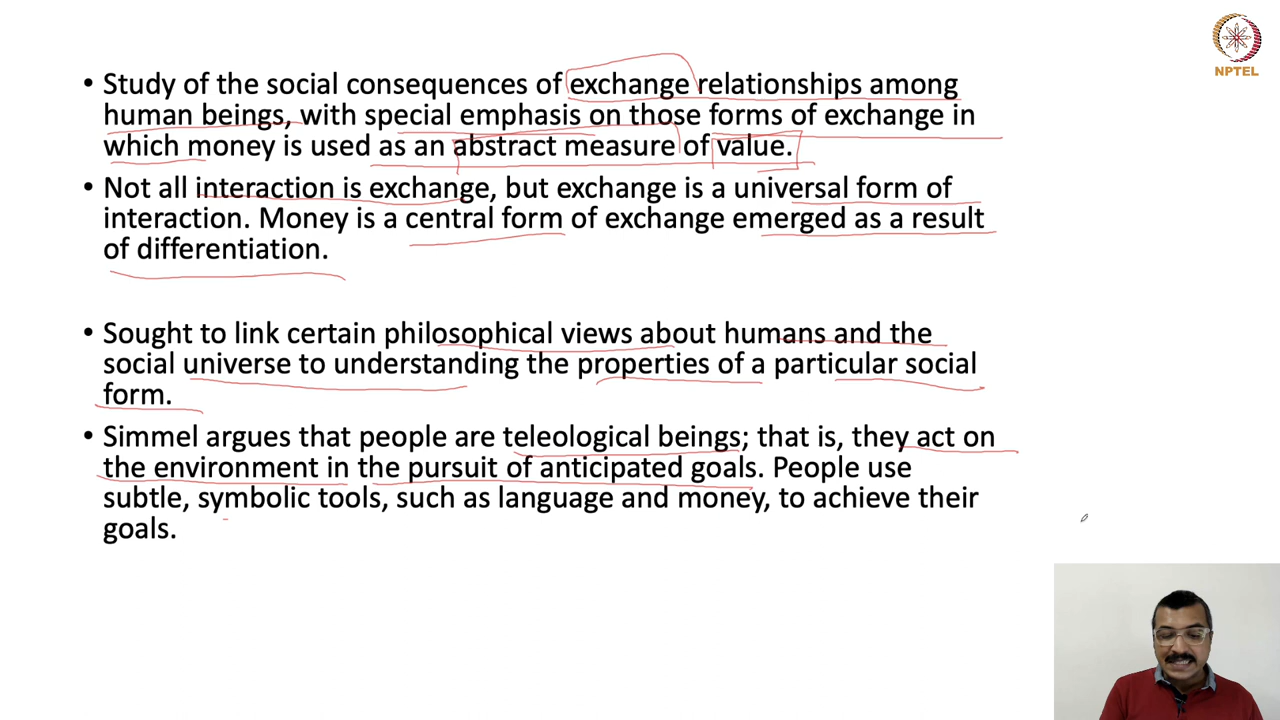 NPTEL
• Study of the social consequences of exchange relationships among
human beings, with special emphasis on those forms of exchange in
which money is used as an abstract measure of value.
• Not all interaction is exchange, but exchange is a universal form of
interaction. Money is a central form of exchange emerged as a result
of differentiation.
• Sought to link certain philosophical views about humans and the
social universe to understanding the properties of a particular social
form.
• Simmel argues that people are teleological beings; that is, they act on
the environment in the pursuit of anticipated goals. People use
subtle, symbolic tools, such as language and money, to achieve their
goals.